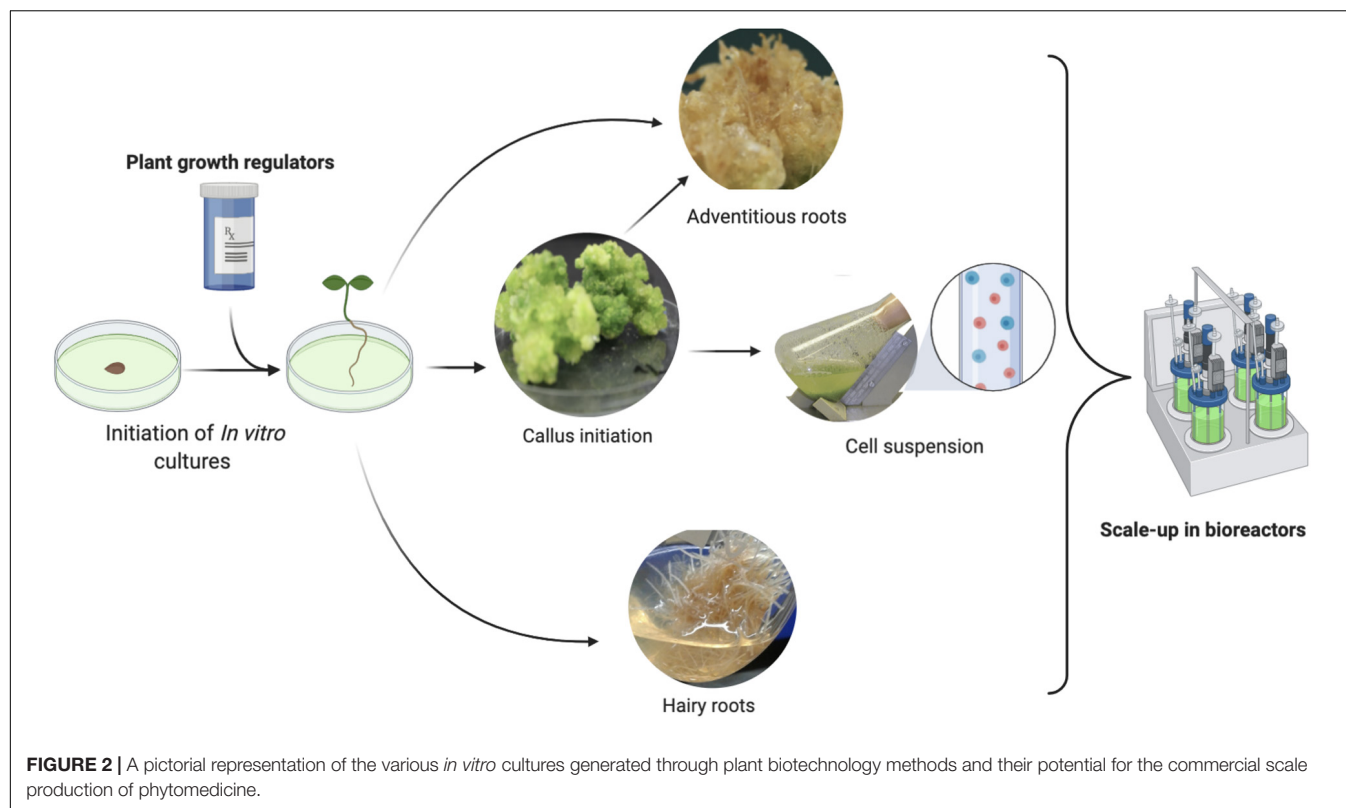 Plant growth regulators
Rx
Initiation of In vitro
cultures
Adventitious roots
Callus initiation
Cell suspension
Hairy roots
Scale-up in bioreactors
FIGURE 2 | A pictorial representation of the various in vitro cultures generated through plant biotechnology methods and their potential for the commercial scale
production of phytomedicine.